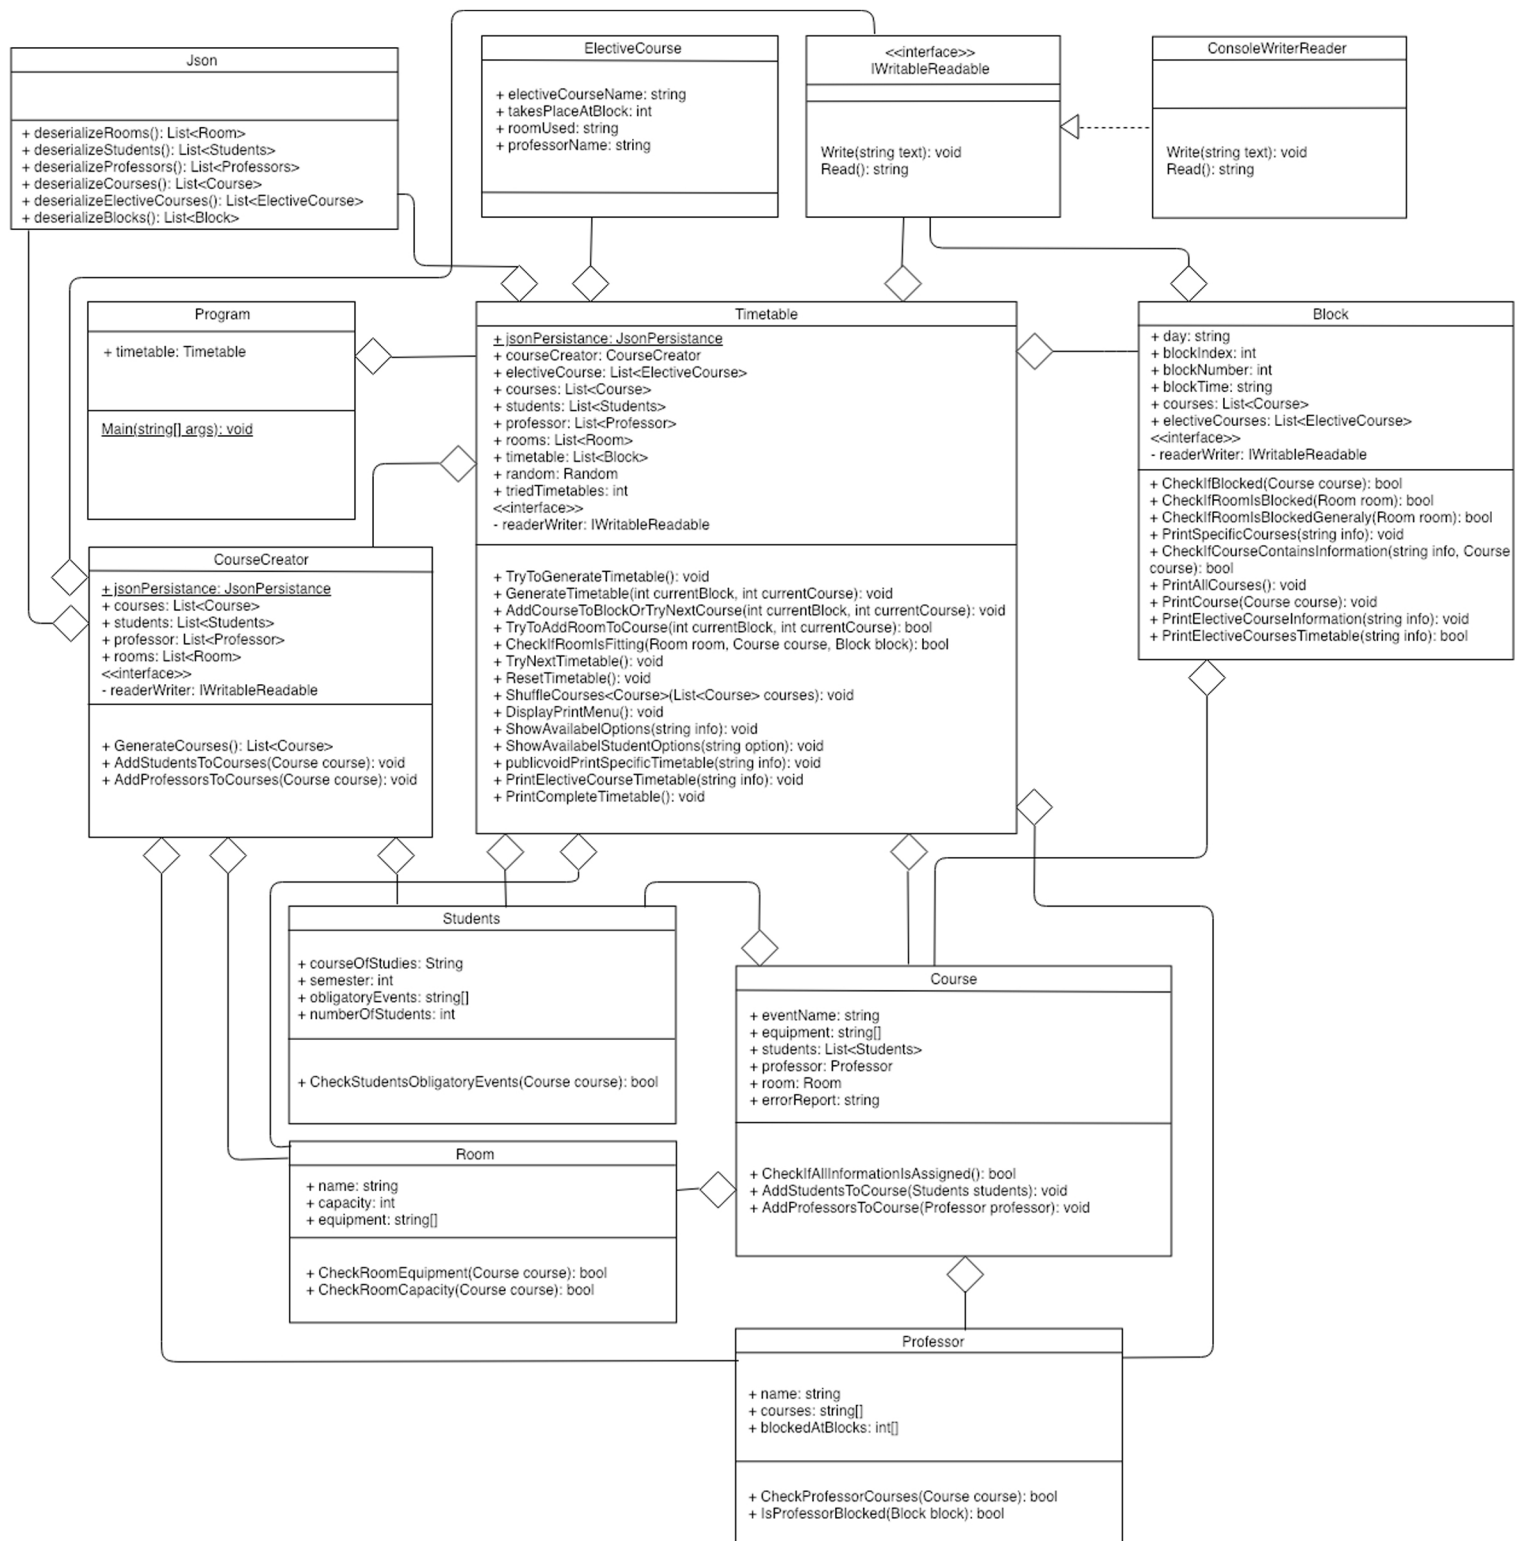 Json
+ deserializeRooms(): List<Room>
+ deserializeStudents(): List<Students>
+ deserializeProfessors(): List<Professors>
+ deserializeCourses(): List<Course>
+ deserializeElectiveCourses(): List<ElectiveCourse>
+ deserializeBlocks(): List<Block>
ElectiveCourse
+ electiveCourseName: string
+ takesPlaceAtBlock: int
+ roomUsed: string
+ professorName: string
<<interface>>
IWritableReadable
Write(string text): void
Read(): string
ConsoleWriterReader
Write(string text): void
Read(): string
Program
+ timetable: Timetable
Main(string[] args): void
Timetable
+ jsonPersistance: JsonPersistance
+ courseCreator: CourseCreator
+ electiveCourse: List<ElectiveCourse>
+ courses: List<Course>
+ students: List<Students>
+ professor: List<Professor>
+ rooms: List<Room>
+ timetable: List<Block>
+ random: Random
+ triedTimetables: int
<<interface>>
- readerWriter: IWritableReadable
+ TryToGenerateTimetable(): void
+ GenerateTimetable(int currentBlock, int currentCourse): void
+ AddCourseToBlockOrTryNextCourse(int currentBlock, int currentCourse): void
+ TryToAddRoomToCourse(int currentBlock, int currentCourse): bool
+ CheckIfRoomIsFitting(Room room, Course course, Block block): bool
+ TryNextTimetable(): void
+ ResetTimetable(): void
+ ShuffleCourses<Course>(List<Course> courses): void
+ DisplayPrintMenu(): void
+ ShowAvailabelOptions(string info): void
+ ShowAvailabelStudentOptions(string option): void
+ publicvoidPrintSpecificTimetable(string info): void
+ PrintElectiveCourseTimetable(string info): void
+ PrintCompleteTimetable(): void
Block
+ day: string
+ blockIndex: int
+ blockNumber: int
+ blockTime: string
+ courses: List<Course>
+ electiveCourses: List<ElectiveCourse>
<<interface>>
- readerWriter: IWritableReadable
+ CheckIfBlocked(Course course): bool
+ CheckIfRoomIsBlocked(Room room): bool
+ CheckIfRoomIsBlockedGeneraly(Room room): bool
+ PrintSpecificCourses(string info): void
+ CheckIfCourseContainsInformation(string info, Course
course): bool
+ PrintAllCourses(): void
+ PrintCourse(Course course): void
+ PrintElectiveCourseInformation(string info): void
+ PrintElectiveCoursesTimetable(string info): bool
CourseCreator
+ jsonPersistance: JsonPersistance
+ courses: List<Course>
+ students: List<Students>
+ professor: List<Professor>
+ rooms: List<Room>
<<interface>>
- readerWriter: IWritableReadable
+ GenerateCourses(): List<Course>
+ AddStudentsToCourses(Course course): void
+ AddProfessorsToCourses(Course course): void
Students
+ courseOfStudies: String
+ semester: int
+ obligatoryEvents: string[]
+ numberOfStudents: int
+ CheckStudentsObligatoryEvents(Course course): bool
Course
+ eventName: string
+ equipment: string[]
+ students: List<Students>
+ professor: Professor
+ room: Room
+ errorReport: string
+ CheckIfAllInformationIsAssigned(): bool
+ AddStudentsToCourse(Students students): void
+ AddProfessorsToCourse(Professor professor): void
Room
+ name: string
+ capacity: int
+ equipment: string[]
+ CheckRoomEquipment(Course course): bool
+ CheckRoomCapacity(Course course): bool
Professor
+ name: string
+ courses: string[]
+ blockedAtBlocks: int[]
+ CheckProfessorCourses(Course course): bool
+ IsProfessorBlocked(Block block): bool